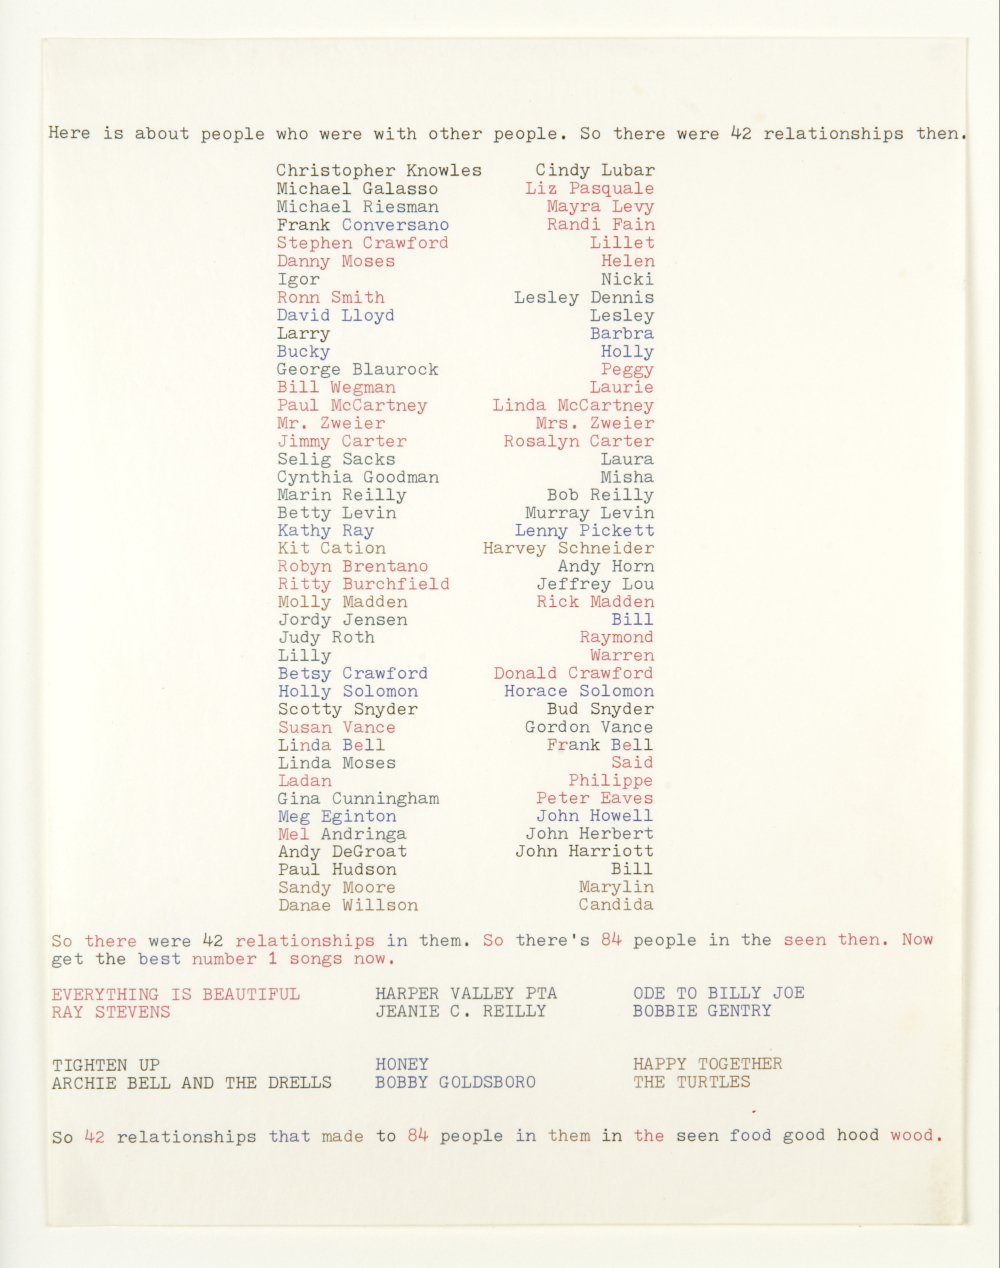 Here is about people who were with other people. So there were 42 relationships then.
Christopher Knowles Cindy Lubar
Michael Galasso Liz Pasquale
Michael Riesman Mayra Levy
Frank Conversano Randi Fain
Stephen Crawford Lillet
Danny Moses Helen
Igor Nicki
Ronn Smith Lesley Dennis
David Lloyd Lesley
Larry Barbra
Bucky Holly
George Blaurock Peggy
Bill Wegman Laurie
Paul McCartney Linda McCartney
Mr. Zweier Mrs. Zweier
Jimmy Carter Rosalyn Carter
Selig Sacks Laura
Cynthia Goodman Misha
Marin Reilly Bob Reilly
Betty Levin Murray Levin
Kathy Ray Lenny Pickett
Kit Cation Harvey Schneider
Robyn Brentano Andy Horn
Ritty Burchfield Jeffrey Lou
Molly Madden Rick Madden
Jordy Jensen Bill
Judy Roth Raymond
Lilly Warren
Betsy Crawford Donald Crawford
Holly Solomon Horace Solomon
Scotty Snyder Bud Snyder
Susan Vance Gordon Vance
Linda Bell Frank Bell
Linda Moses Said
Ladan Philippe
Gina Cunningham Peter Eaves
Meg Eginton John Howell
Mel Andringa John Herbert
Andy DeGroat John Harriott
Paul Hudson Bill
Sandy Moore Marylin
Danae Willson Candida
So there were 42 relationships in them. So there's 84 people in the seen then. Now
get the best number 1 songs now.
EVERYTHING IS BEAUTIFUL HARPER VALLEY PTA ODE TO BILLY JOE
RAY STEVENS JEANIE C. REILLY BOBBIE GENTRY
TIGHTEN UP HONEY HAPPY TOGETHER
ARCHIE BELL AND THE DRELLS BOBBY GOLDSBORO THE TURTLES
So 42 relationships that made to 84 people in them in the seen food good hood wood.